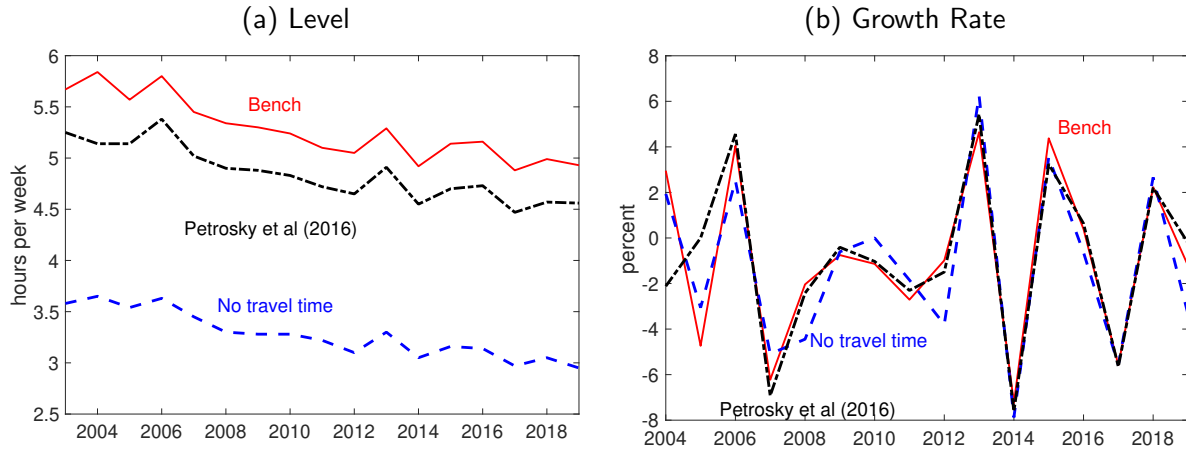 (a) Level
6
5.5
5
4.5
4
3.5
3
2.5
hours per week
Bench
Petrosky et al (2016)
No travel time
2004 2006 2008 2010 2012 2014 2016 2018
(b) Growth Rate
8
6
4
2
0
-2
-4
-6
-8
percent
Bench
No travel time
Petrosky et al (2016)
2004 2006 2008 2010 2012 2014 2016 2018